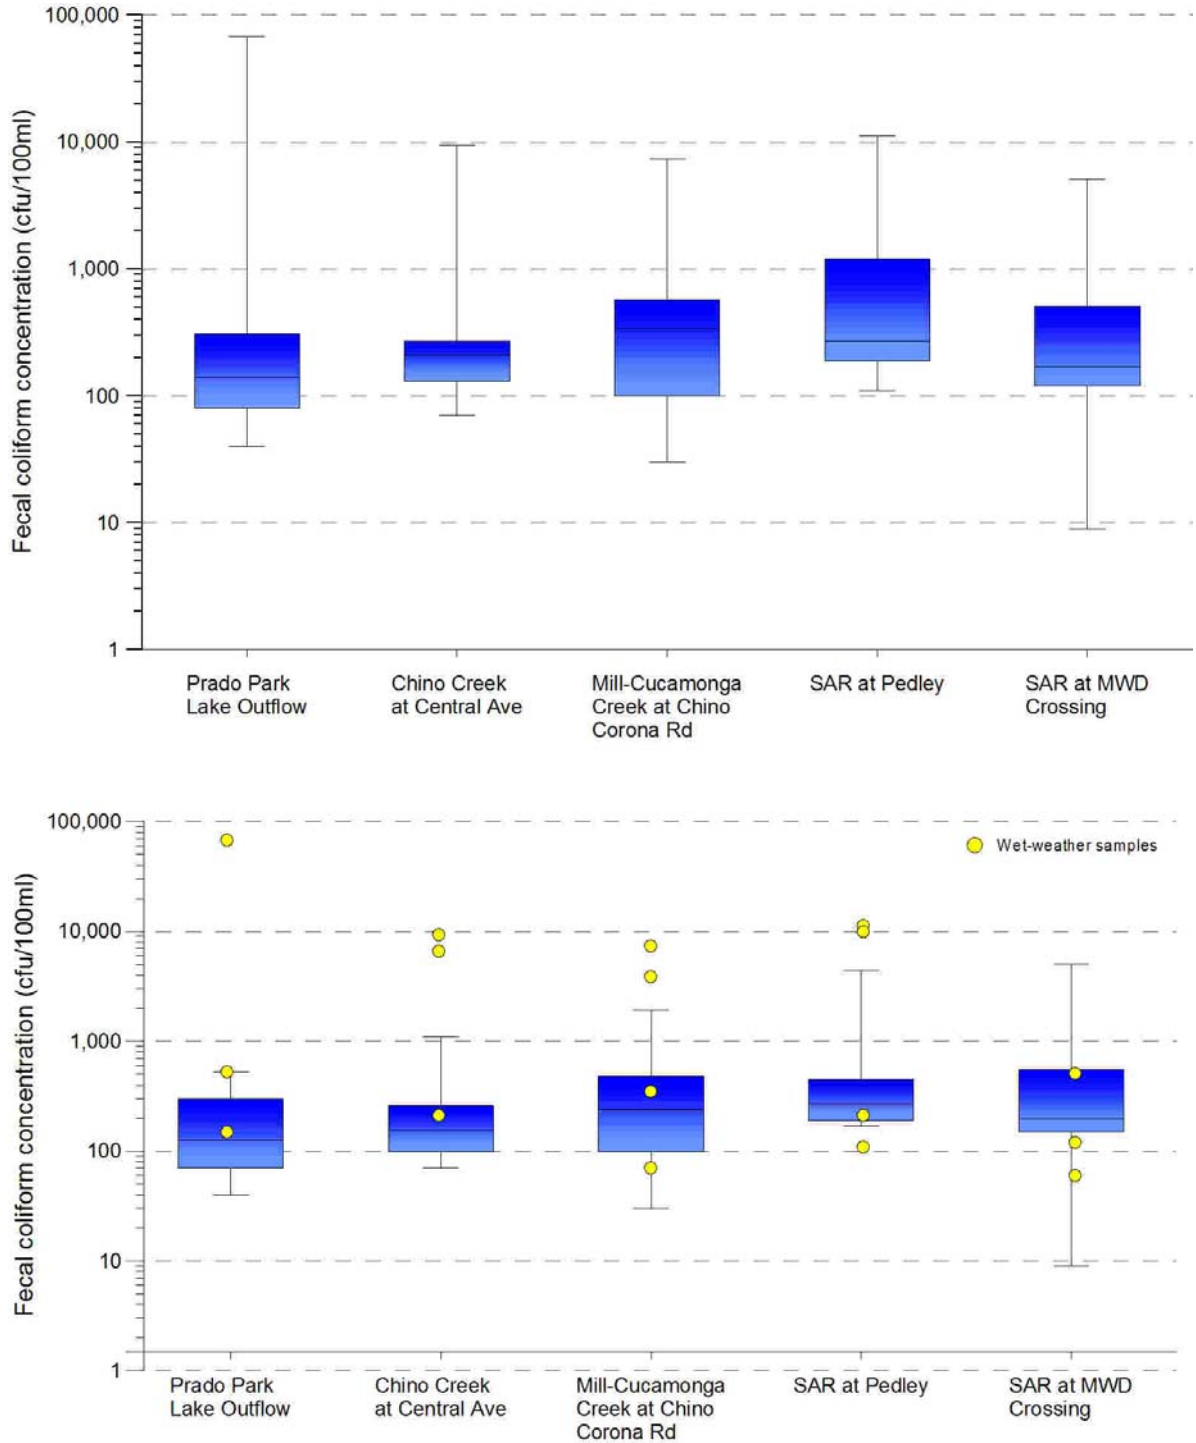 100,000
10,000
1,000
100
10
1
Fecal coliform concentration (cfu/100ml)
Prado Park
Lake Outflow
Chino Creek
at Central Ave
Mill-Cucamonga
Creek at Chino
Corona Rd
SAR at Pedley
SAR at MWD
Crossing
100,000
10,000
1,000
100
10
1
Fecal coliform concentration (cfu/100ml)
Wet-weather samples
Prado Park
Lake Outflow
Chino Creek
at Central Ave
Mill-Cucamonga
Creek at Chino
Corona Rd
SAR at Pedley
SAR at MWD
Crossing